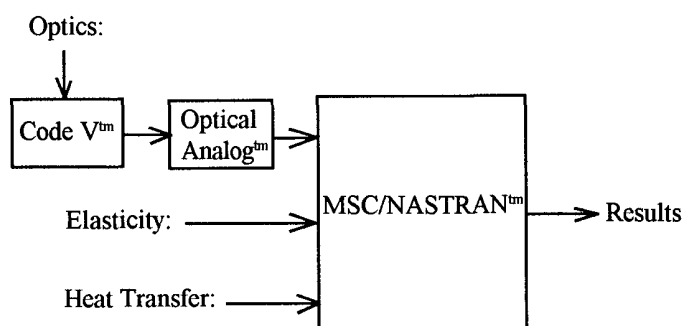 Optics:
Code V™
Optical
Analog™
Elasticity:
MSC/NASTRAN™
Results
Heat Transfer: